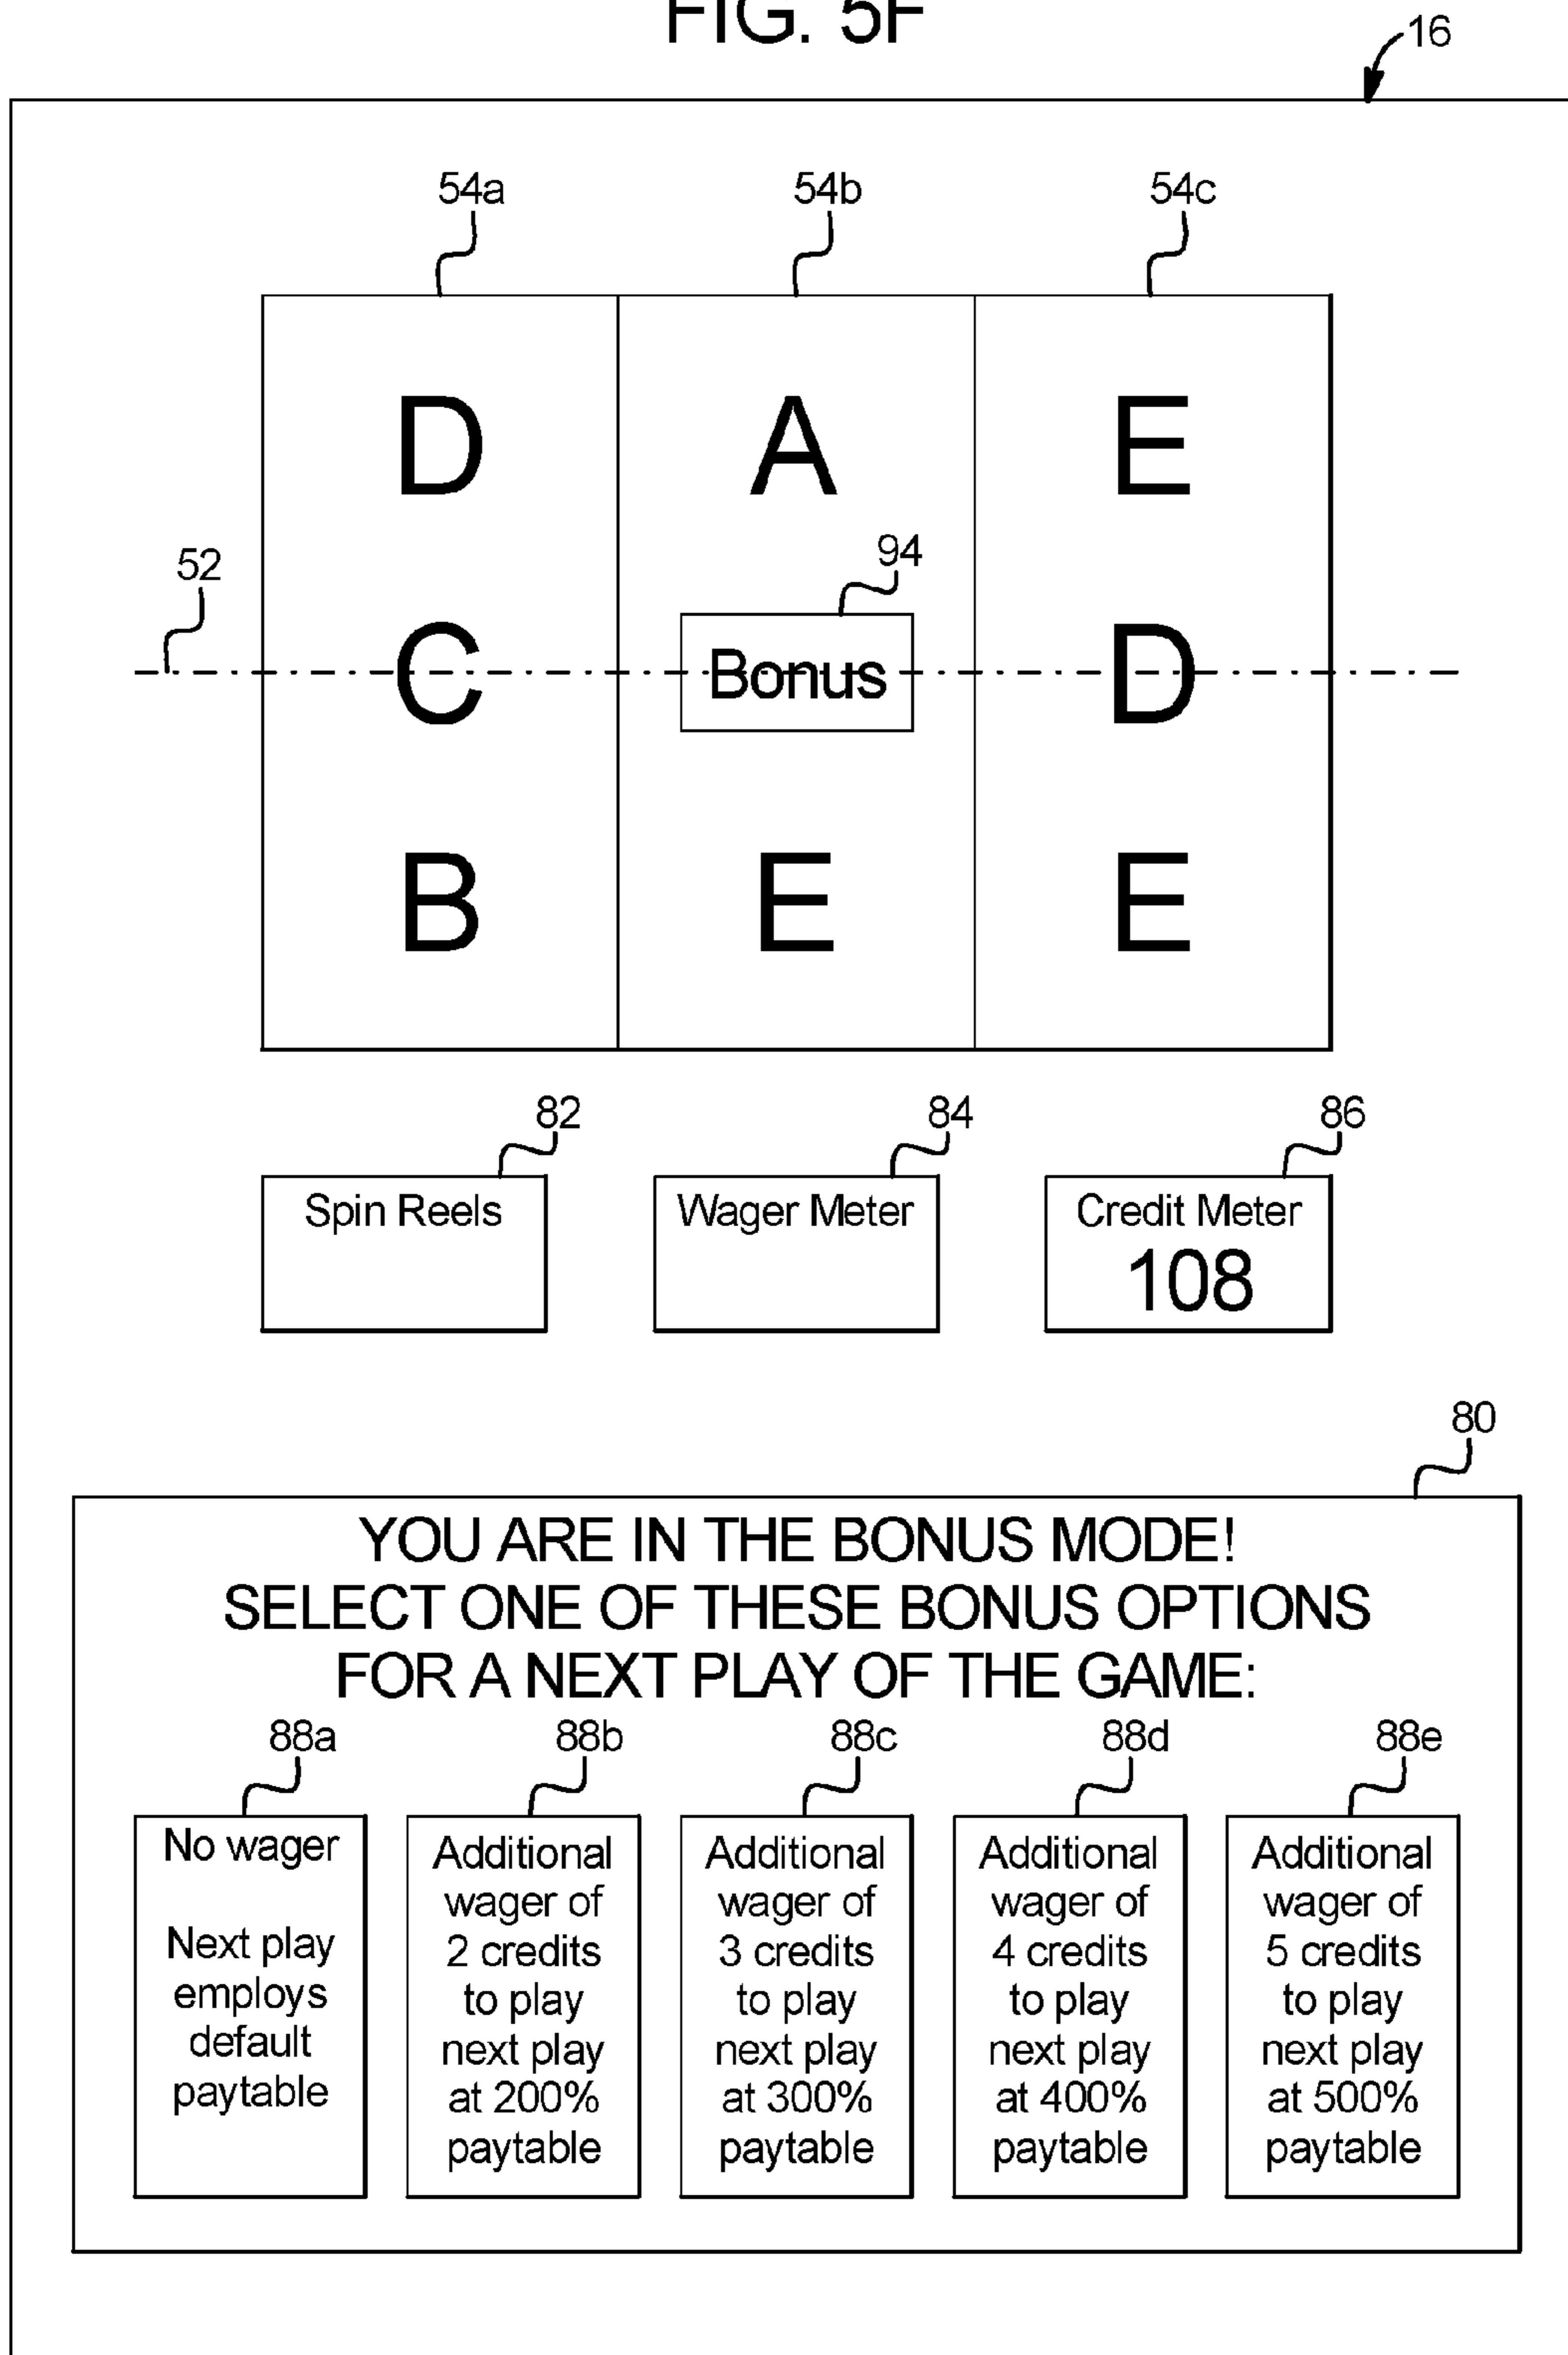 FIG. 5F
16
54a 54b 54c
D A E
94
52
C Bonus D
B E E
82 84 86
Spin Reels Wager Meter Credit Meter
108
80
YOU ARE IN THE BONUS MODE!
SELECT ONE OF THESE BONUS OPTIONS
FOR A NEXT PLAY OF THE GAME:
88a 88b 88c 88d 88e
No wager
Next play
employs
default
paytable
Additional
wager of
2 credits
to play
next play
at 200%
paytable
Additional
wager of
3 credits
to play
next play
at 300%
paytable
Additional
wager of
4 credits
to play
next play
at 400%
paytable
Additional
wager of
5 credits
to play
next play
at 500%
paytable